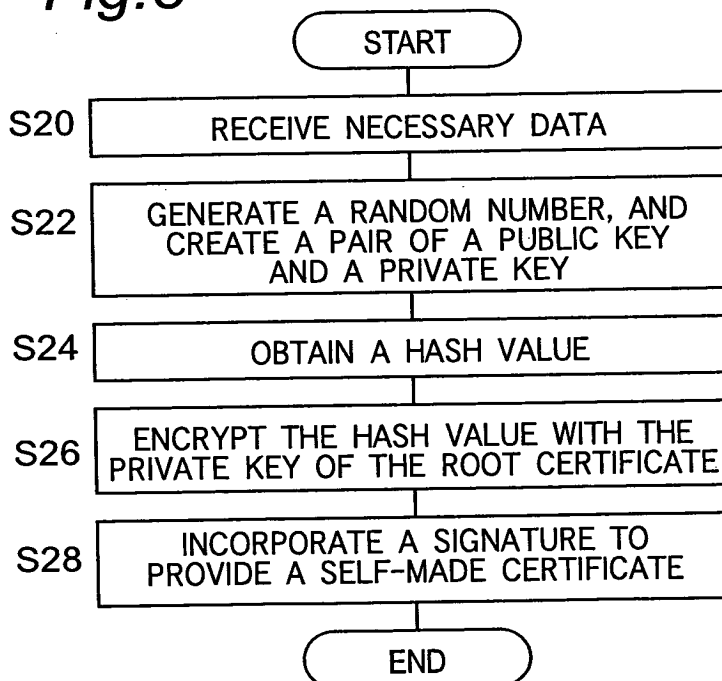 START
S20 RECEIVE NECESSARY DATA
S22 GENERATE A RANDOM NUMBER, AND
CREATE A PAIR OF A PUBLIC KEY
AND A PRIVATE KEY
S24 OBTAIN A HASH VALUE
S26 ENCRYPT THE HASH VALUE WITH THE
PRIVATE KEY OF THE ROOT CERTIFICATE
S28 INCORPORATE A SIGNATURE TO
PROVIDE A SELF-MADE CERTIFICATE
END